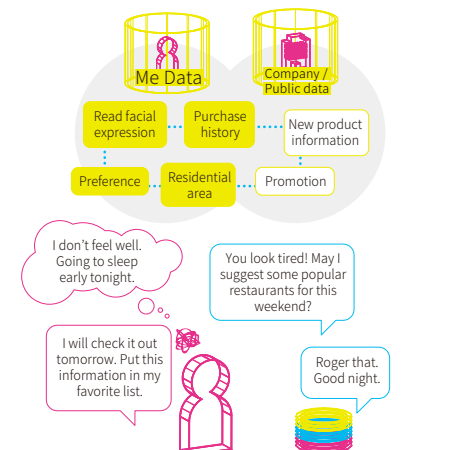 Me Data
Company /
Public data
Read facial
expression
Purchase
history
New product
information
Preference
Residential
area
Promotion
I don’t feel well.
Going to sleep
early tonight.
You look tired! May I
suggest some popular
restaurants for this
weekend?
I will check it out
tomorrow. Put this
information in my
favorite list.
Roger that.
Good night.